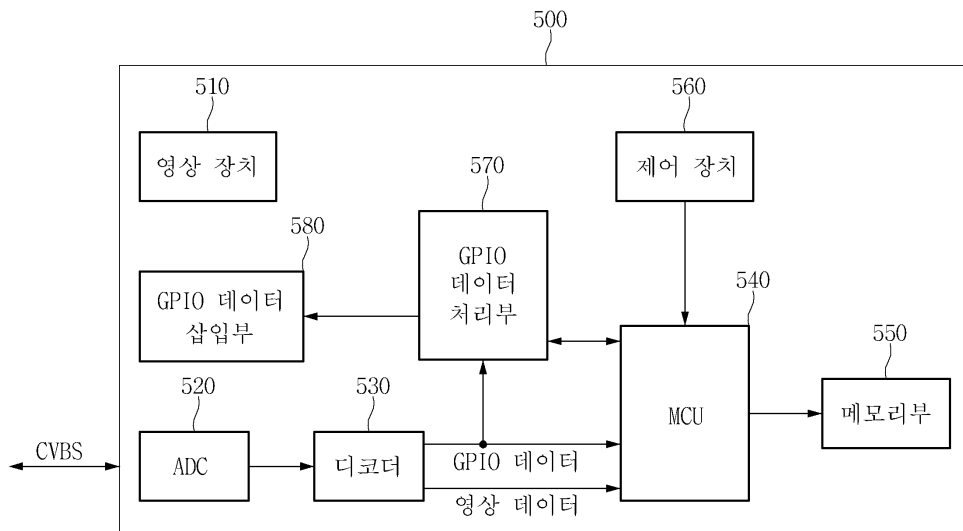 500
510
560
영상 장치
제어 장치
570
580
GPIO
데이터
처리부
540
GPIO 데이터
삽입부
550
520
530
메모리부
MCU
CVBS
ADC
디코더
GPIO 데이터
영상 데이터